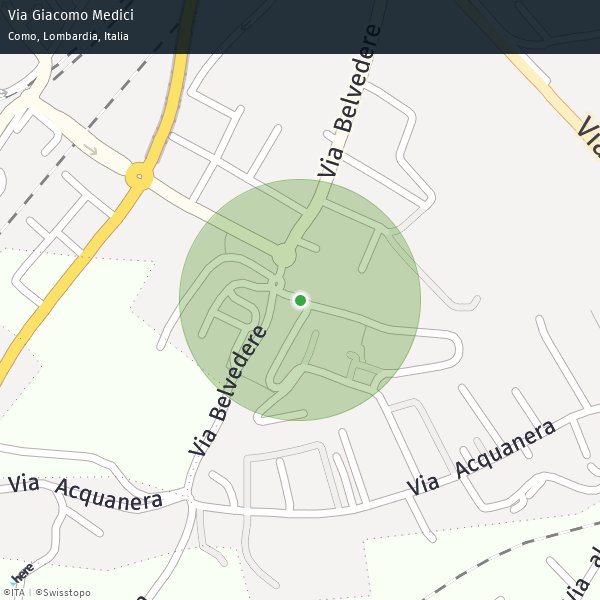 Via Giacomo Medici
Como, Lombardia, Italia
Via Belvedere
Via Belvedere
Via Acquanera
Via Acquanera
here
©ITA | ©Swisstopo